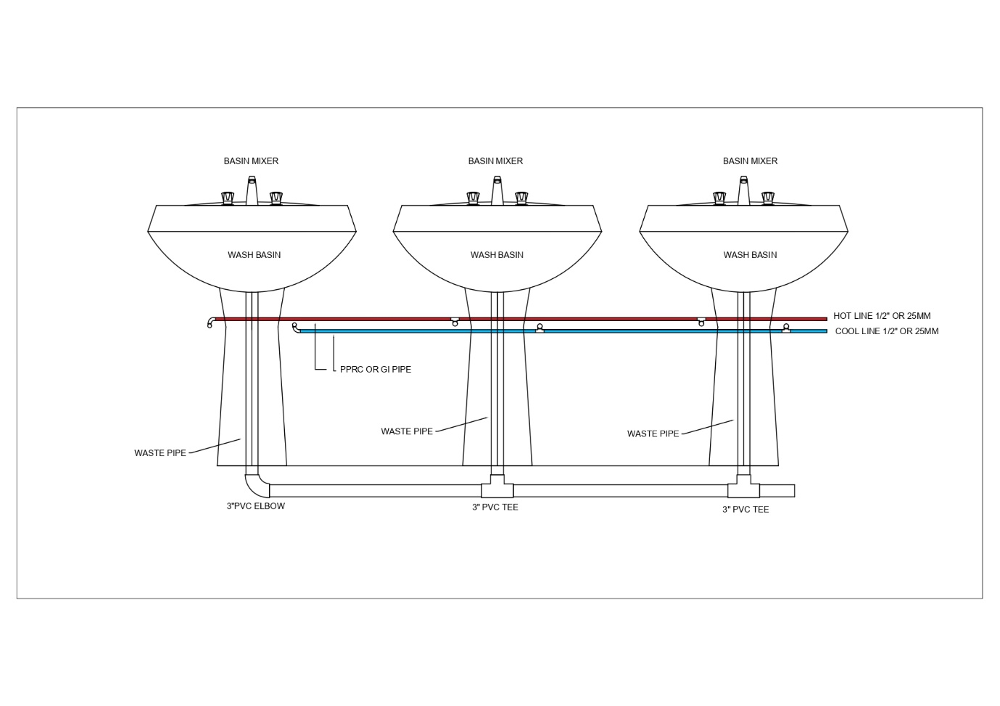 BASIN MIXER
BASIN MIXER
BASIN MIXER
WASH BASIN
WASH BASIN
WASH BASIN
HOT LINE 1/2" OR 25MM
COOL LINE 1/2" OR 25MM
PPRC OR GI PIPE
WASTE PIPE
WASTE PIPE
WASTE PIPE
3"PVC ELBOW
3" PVC TEE
3" PVC TEE